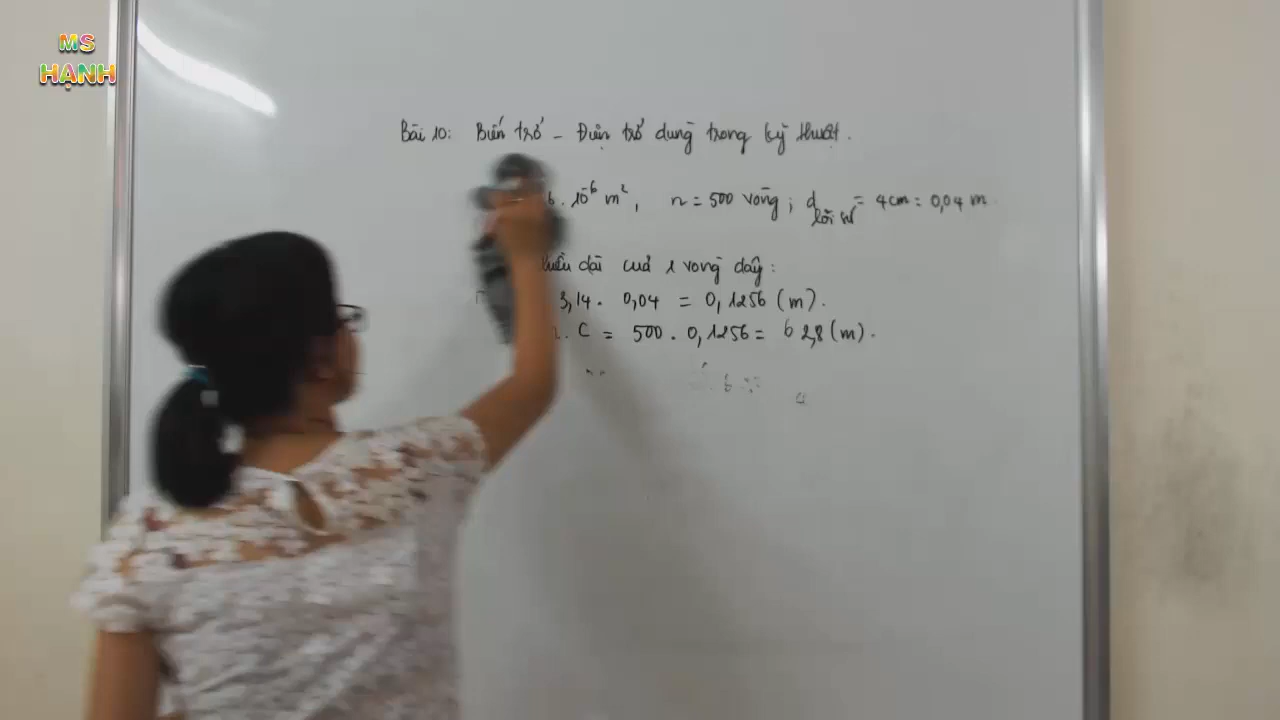 MS
HẠNH
Bài 10: Biến trở - Điện trở dùng trong kỹ thuật.
6. 10⁻⁶ m², n = 500 vòng; d lõi sứ = 4cm = 0,04 m.
dài của 1 vòng dây:
3,14. 0,04 = 0,1256 (m).
. C = 500. 0,1256 = 62,8 (m).